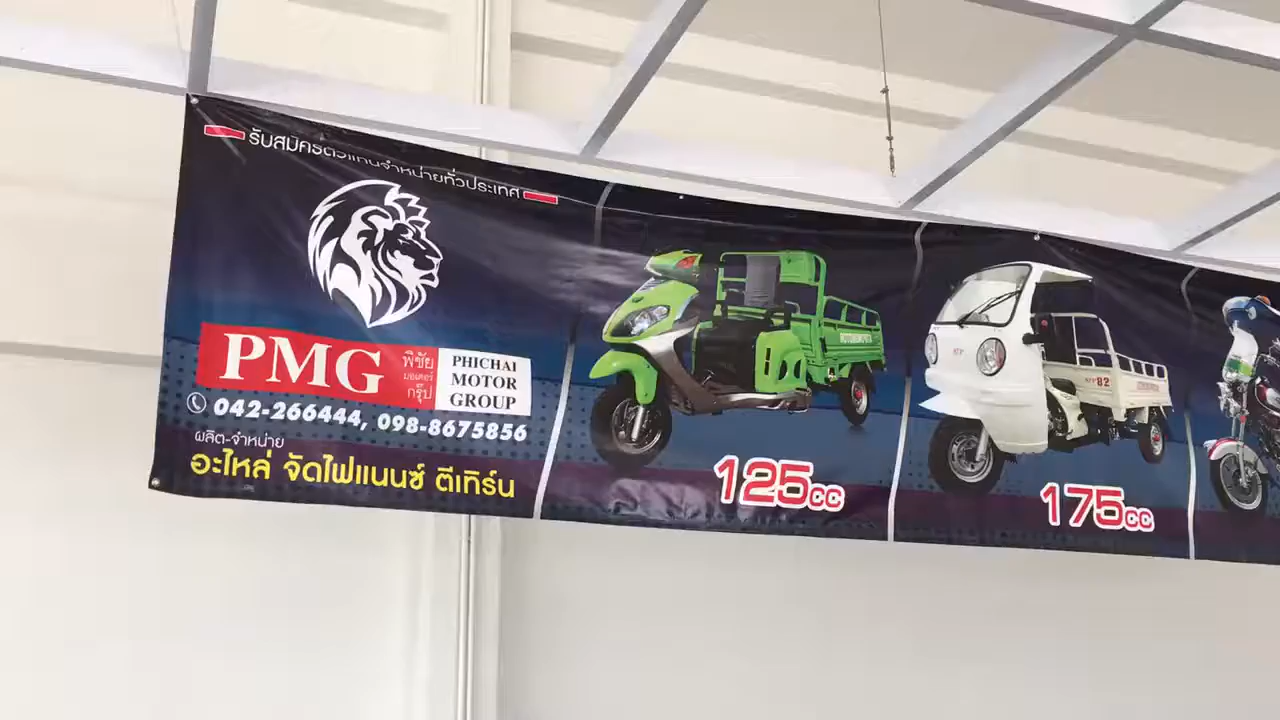 รับสมัครตัวแทนจำหน่ายทั่วประเทศ
PMG
พิชัย
มอเตอร์
กรุ๊ป
PHICHAI
MOTOR
GROUP
042-266444, 098-8675856
ผลิต-จำหน่าย
อะไหล่ จัดไฟแนนซ์ ตีเทิร์น
125cc
175cc
82